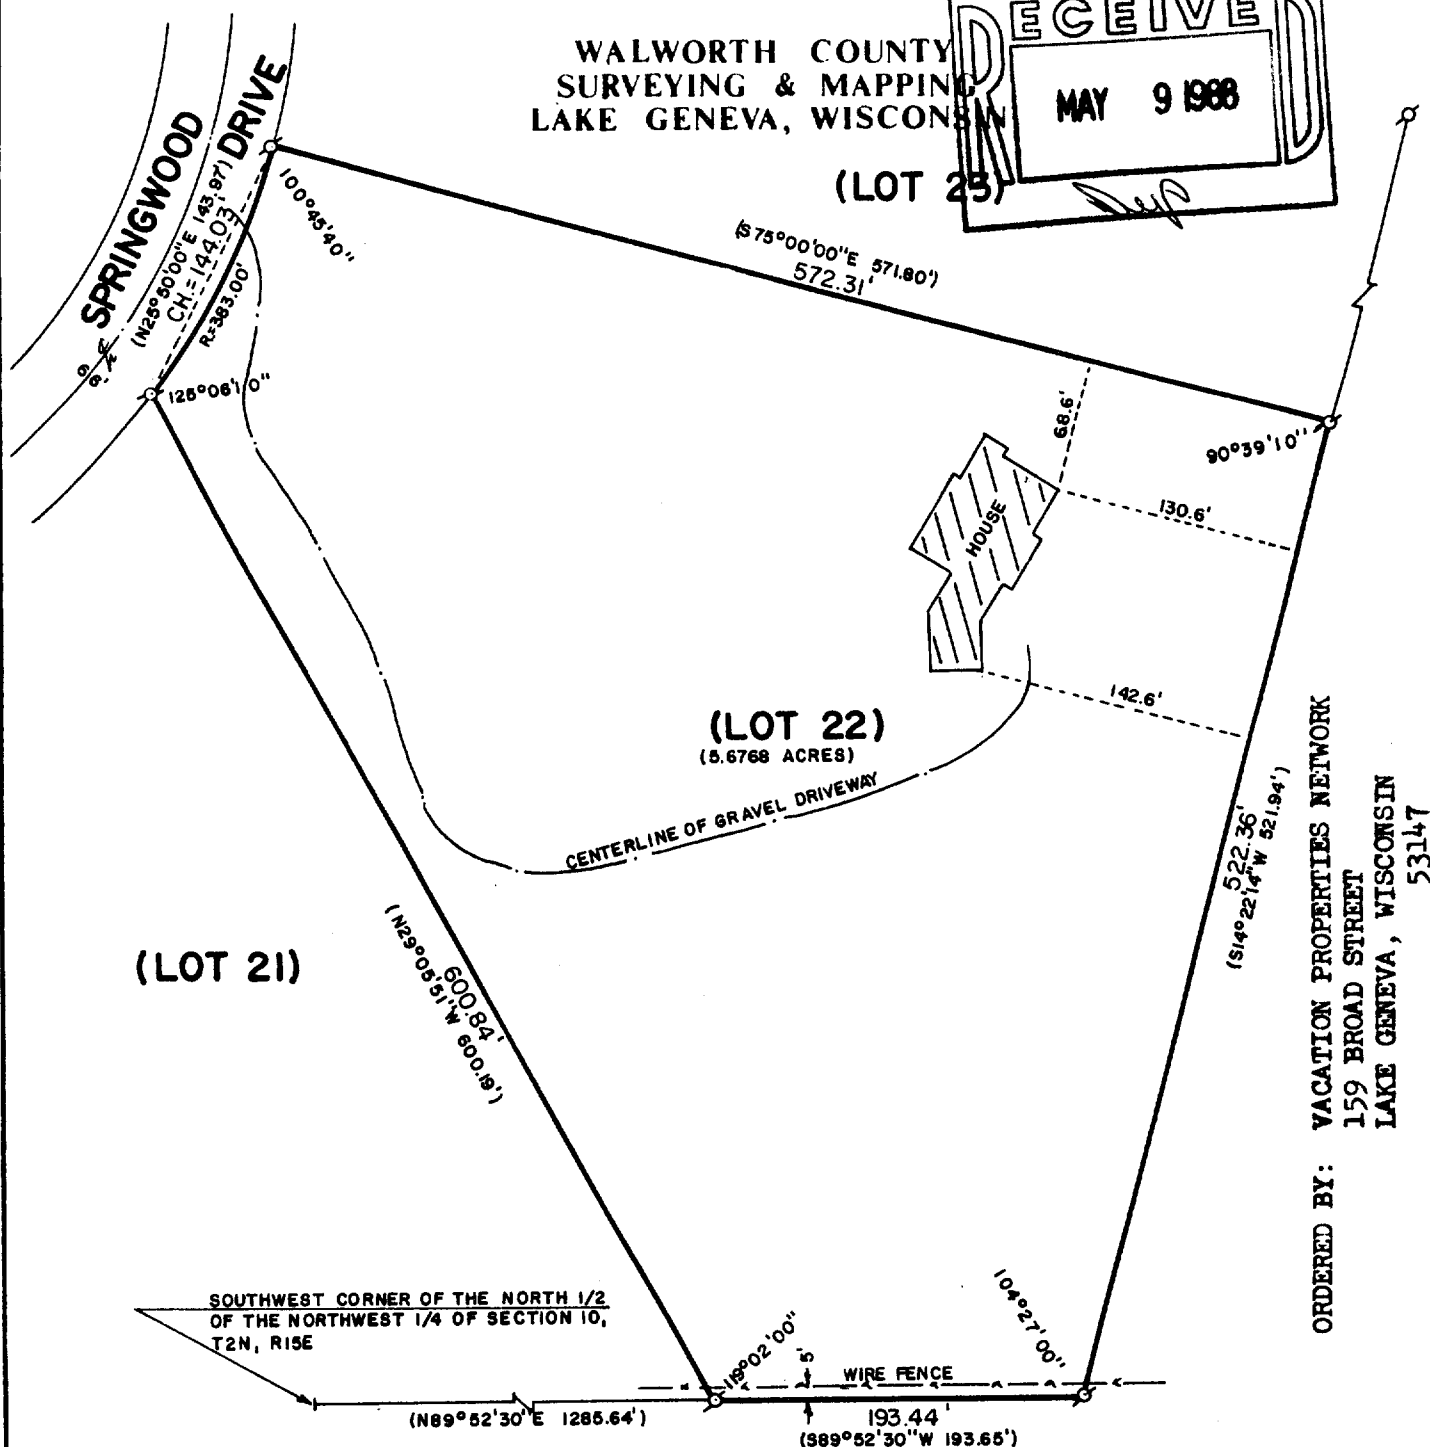 WALWORTH COUNTY
SURVEYING & MAPPING
LAKE GENEVA, WISCONSIN
RECEIVED
MAY 9 1988
(LOT 23)
SPRINGWOOD DRIVE
66'
(N25°50'00"E 143.97')
CH.=144.03'
R=383.00'
100°45'40"
125°06'10"
(S75°00'00"E 571.80')
572.31'
90°39'10"
68.6'
130.6'
HOUSE
142.6'
(LOT 22)
(5.6768 ACRES)
CENTERLINE OF GRAVEL DRIVEWAY
522.36'
(S14°22'14"W 521.94')
(LOT 21)
600.84'
(N29°05'51"W 600.19')
ORDERED BY: VACATION PROPERTIES NETWORK
159 BROAD STREET
LAKE GENEVA, WISCONSIN
53147
SOUTHWEST CORNER OF THE NORTH 1/2
OF THE NORTHWEST 1/4 OF SECTION 10,
T2N, R15E
119°02'00"
5'
WIRE FENCE
104°27'00"
(N89°52'30"E 1285.64')
193.44'
(S89°52'30"W 193.65')